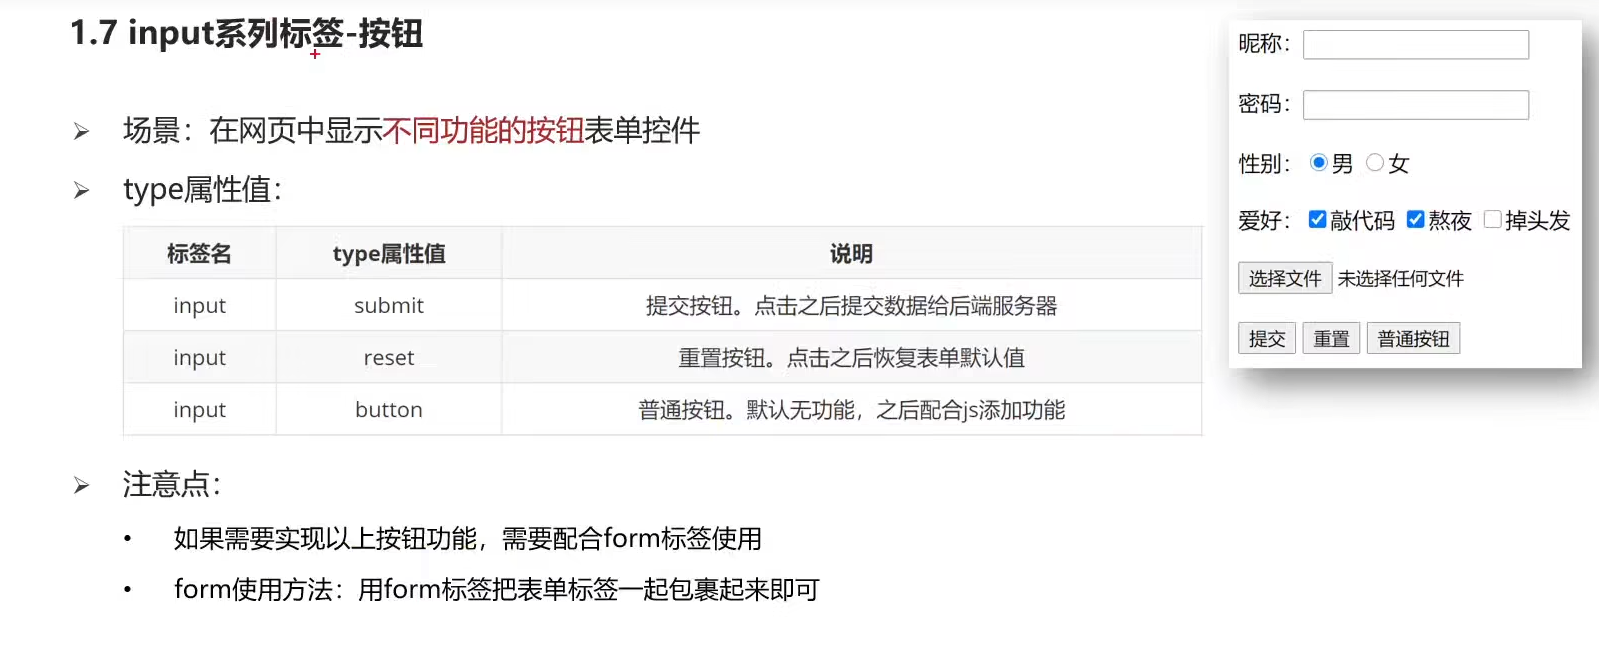 1.7 input系列标签-按钮
场景：在网页中显示不同功能的按钮表单控件
type属性值：
标签名 type属性值 说明
input submit 提交按钮。点击之后提交数据给后端服务器
input reset 重置按钮。点击之后恢复表单默认值
input button 普通按钮。默认无功能，之后配合js添加功能
注意点：
如果需要实现以上按钮功能，需要配合form标签使用
form使用方法：用form标签把表单标签一起包裹起来即可
昵称：
密码：
性别： 男 女
爱好： 敲代码 熬夜 掉头发
选择文件 未选择任何文件
提交 重置 普通按钮